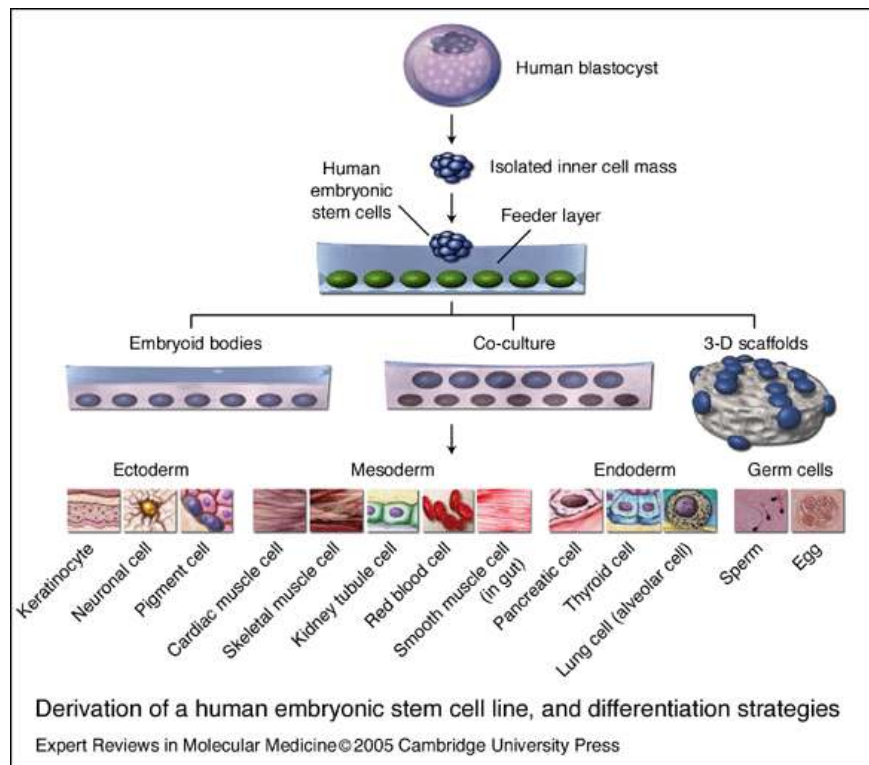 Human blastocyst
Isolated inner cell mass
Human
embryonic
stem cells
Feeder layer
Embryoid bodies
Co-culture
3-D scaffolds
Ectoderm
Mesoderm
Endoderm
Germ cells
Keratinocyte
Neuronal cell
Pigment cell
Cardiac muscle cell
Skeletal muscle cell
Kidney tubule cell
Red blood cell
Smooth muscle cell
(in gut)
Pancreatic cell
Thyroid cell
Lung cell (alveolar cell)
Sperm
Egg
Derivation of a human embryonic stem cell line, and differentiation strategies
Expert Reviews in Molecular Medicine©2005 Cambridge University Press